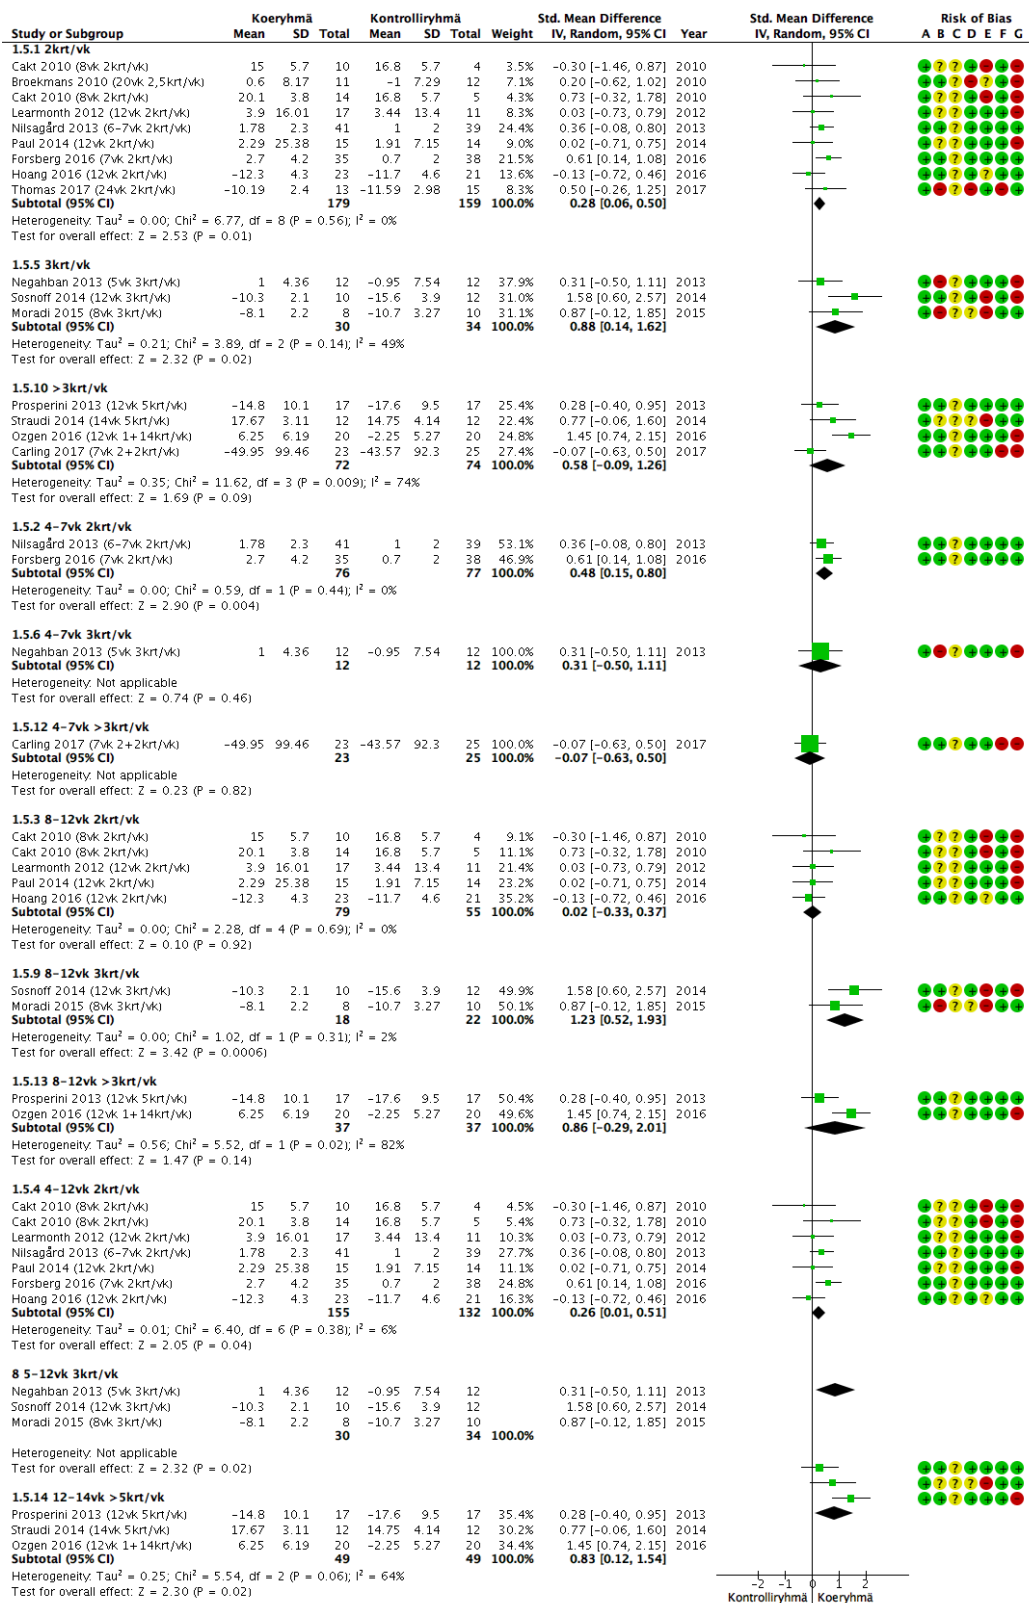 Koeryhmä Kontrolliryhmä Std. Mean Difference Std. Mean Difference Risk of Bias
Study or Subgroup Mean SD Total Mean SD Total Weight IV, Random, 95% CI Year IV, Random, 95% CI A B C D E F G
1.5.1 2krt/vk
Cakt 2010 (8vk 2krt/vk) 15 5.7 10 16.8 5.7 4 3.2% -0.30 [-1.46, 0.87] 2010 + ? ? + - + -
Broekmans 2010 (20vk 2,5krt/vk) 0.6 8.17 11 -1 7.29 12 7.1% 0.20 [-0.62, 1.02] 2010 + + ? - ? + -
Cakt 2010 (8vk 2krt/vk) 20.1 3.8 14 16.8 5.7 5 4.3% 0.73 [-0.32, 1.78] 2010 + ? ? + - + -
Learmonth 2012 (12vk 2krt/vk) 3.9 16.01 17 3.44 13.4 11 8.3% 0.03 [-0.73, 0.79] 2012 + ? ? + + + -
Nilsagård 2013 (6-7vk 2krt/vk) 1.78 2.3 41 1 2 39 24.4% 0.36 [-0.08, 0.80] 2013 + + ? + + + +
Paul 2014 (12vk 2krt/vk) 2.29 25.38 15 1.91 7.15 14 9.0% 0.02 [-0.71, 0.75] 2014 + ? ? + + + -
Forsberg 2016 (7vk 2krt/vk) 2.7 4.2 35 0.7 2 38 21.5% 0.61 [0.14, 1.08] 2016 + + ? + + + +
Hoang 2016 (12vk 2krt/vk) -12.3 4.3 23 -11.7 4.6 21 13.6% -0.13 [-0.72, 0.46] 2016 + + ? + ? + +
Thomas 2017 (24vk 2krt/vk) -10.19 2.4 13 -11.59 2.98 15 8.3% 0.50 [-0.26, 1.25] 2017 + - ? - + + +
Subtotal (95% CI) 179 159 100.0% 0.28 [0.06, 0.50]
Heterogeneity: Tau² = 0.00; Chi² = 6.77, df = 8 (P = 0.56); I² = 0%
Test for overall effect: Z = 2.53 (P = 0.01)
1.5.5 3krt/vk
Negahban 2013 (5vk 3krt/vk) 1 4.36 12 -0.95 7.54 12 37.9% 0.31 [-0.50, 1.11] 2013 + - ? + + + -
Sosnoff 2014 (12vk 3krt/vk) -10.3 2.1 10 -15.6 3.9 12 31.0% 1.58 [0.60, 2.57] 2014 + + ? + - + -
Moradi 2015 (8vk 3krt/vk) -8.1 2.2 8 -10.7 3.27 10 31.1% 0.87 [-0.12, 1.85] 2015 + - ? ? - + +
Subtotal (95% CI) 30 34 100.0% 0.88 [0.14, 1.62]
Heterogeneity: Tau² = 0.21; Chi² = 3.89, df = 2 (P = 0.14); I² = 49%
Test for overall effect: Z = 2.32 (P = 0.02)
1.5.10 >3krt/vk
Prosperini 2013 (12vk 5krt/vk) -14.8 10.1 17 -17.6 9.5 17 25.4% 0.28 [-0.40, 0.95] 2013 + + ? + + + +
Straudi 2014 (14vk 5krt/vk) 17.67 3.11 12 14.75 4.14 12 22.4% 0.77 [-0.06, 1.60] 2014 + + ? ? - + +
Ozgen 2016 (12vk 1+14krt/vk) 6.25 6.19 20 -2.25 5.27 20 24.8% 1.45 [0.74, 2.15] 2016 + + ? + + + -
Carling 2017 (7vk 2+2krt/vk) -49.95 99.46 23 -43.57 92.3 25 27.4% -0.07 [-0.63, 0.50] 2017 + + ? + + - -
Subtotal (95% CI) 72 74 100.0% 0.58 [-0.09, 1.26]
Heterogeneity: Tau² = 0.35; Chi² = 11.62, df = 3 (P = 0.009); I² = 74%
Test for overall effect: Z = 1.69 (P = 0.09)
1.5.2 4-7vk 2krt/vk
Nilsagård 2013 (6-7vk 2krt/vk) 1.78 2.3 41 1 2 39 53.1% 0.36 [-0.08, 0.80] 2013 + + ? + + + +
Forsberg 2016 (7vk 2krt/vk) 2.7 4.2 35 0.7 2 38 46.9% 0.61 [0.14, 1.08] 2016 + + ? + + + +
Subtotal (95% CI) 76 77 100.0% 0.48 [0.15, 0.80]
Heterogeneity: Tau² = 0.00; Chi² = 0.59, df = 1 (P = 0.44); I² = 0%
Test for overall effect: Z = 2.90 (P = 0.004)
1.5.6 4-7vk 3krt/vk
Negahban 2013 (5vk 3krt/vk) 1 4.36 12 -0.95 7.54 12 100.0% 0.31 [-0.50, 1.11] 2013 + - ? + + + -
Subtotal (95% CI) 12 12 100.0% 0.31 [-0.50, 1.11]
Heterogeneity: Not applicable
Test for overall effect: Z = 0.74 (P = 0.46)
1.5.12 4-7vk >3krt/vk
Carling 2017 (7vk 2+2krt/vk) -49.95 99.46 23 -43.57 92.3 25 100.0% -0.07 [-0.63, 0.50] 2017 + + ? + + - -
Subtotal (95% CI) 23 25 100.0% -0.07 [-0.63, 0.50]
Heterogeneity: Not applicable
Test for overall effect: Z = 0.23 (P = 0.82)
1.5.3 8-12vk 2krt/vk
Cakt 2010 (8vk 2krt/vk) 15 5.7 10 16.8 5.7 4 9.1% -0.30 [-1.46, 0.87] 2010 + ? ? + - + -
Cakt 2010 (8vk 2krt/vk) 20.1 3.8 14 16.8 5.7 5 11.1% 0.73 [-0.32, 1.78] 2010 + ? ? + - + -
Learmonth 2012 (12vk 2krt/vk) 3.9 16.01 17 3.44 13.4 11 21.4% 0.03 [-0.73, 0.79] 2012 + ? ? + + + -
Paul 2014 (12vk 2krt/vk) 2.29 25.38 15 1.91 7.15 14 23.2% 0.02 [-0.71, 0.75] 2014 + ? ? + + + -
Hoang 2016 (12vk 2krt/vk) -12.3 4.3 23 -11.7 4.6 21 35.2% -0.13 [-0.72, 0.46] 2016 + + ? + ? + +
Subtotal (95% CI) 79 55 100.0% 0.02 [-0.33, 0.37]
Heterogeneity: Tau² = 0.00; Chi² = 2.28, df = 4 (P = 0.69); I² = 0%
Test for overall effect: Z = 0.10 (P = 0.92)
1.5.9 8-12vk 3krt/vk
Sosnoff 2014 (12vk 3krt/vk) -10.3 2.1 10 -15.6 3.9 12 49.9% 1.58 [0.60, 2.57] 2014 + + ? + - + -
Moradi 2015 (8vk 3krt/vk) -8.1 2.2 8 -10.7 3.27 10 50.1% 0.87 [-0.12, 1.85] 2015 + - ? ? - + +
Subtotal (95% CI) 18 22 100.0% 1.23 [0.52, 1.93]
Heterogeneity: Tau² = 0.00; Chi² = 1.02, df = 1 (P = 0.31); I² = 2%
Test for overall effect: Z = 3.42 (P = 0.0006)
1.5.13 8-12vk >3krt/vk
Prosperini 2013 (12vk 5krt/vk) -14.8 10.1 17 -17.6 9.5 17 50.4% 0.28 [-0.40, 0.95] 2013 + + ? + + + +
Ozgen 2016 (12vk 1+14krt/vk) 6.25 6.19 20 -2.25 5.27 20 49.6% 1.45 [0.74, 2.15] 2016 + + ? + + + -
Subtotal (95% CI) 37 37 100.0% 0.86 [-0.29, 2.01]
Heterogeneity: Tau² = 0.56; Chi² = 5.52, df = 1 (P = 0.02); I² = 82%
Test for overall effect: Z = 1.47 (P = 0.14)
1.5.4 4-12vk 2krt/vk
Cakt 2010 (8vk 2krt/vk) 15 5.7 10 16.8 5.7 4 4.5% -0.30 [-1.46, 0.87] 2010 + ? ? + - + -
Cakt 2010 (8vk 2krt/vk) 20.1 3.8 14 16.8 5.7 5 5.4% 0.73 [-0.32, 1.78] 2010 + ? ? + - + -
Learmonth 2012 (12vk 2krt/vk) 3.9 16.01 17 3.44 13.4 11 10.3% 0.03 [-0.73, 0.79] 2012 + ? ? + + + -
Nilsagård 2013 (6-7vk 2krt/vk) 1.78 2.3 41 1 2 39 27.7% 0.36 [-0.08, 0.80] 2013 + + ? + + + +
Paul 2014 (12vk 2krt/vk) 2.29 25.38 15 1.91 7.15 14 11.1% 0.02 [-0.71, 0.75] 2014 + ? ? + + + -
Forsberg 2016 (7vk 2krt/vk) 2.7 4.2 35 0.7 2 38 24.8% 0.61 [0.14, 1.08] 2016 + + ? + + + +
Hoang 2016 (12vk 2krt/vk) -12.3 4.3 23 -11.7 4.6 21 16.3% -0.13 [-0.72, 0.46] 2016 + + ? + ? + +
Subtotal (95% CI) 155 132 100.0% 0.26 [0.01, 0.51]
Heterogeneity: Tau² = 0.01; Chi² = 6.40, df = 6 (P = 0.38); I² = 6%
Test for overall effect: Z = 2.05 (P = 0.04)
8 5-12vk 3krt/vk
Negahban 2013 (5vk 3krt/vk) 1 4.36 12 -0.95 7.54 12 0.31 [-0.50, 1.11] 2013
Sosnoff 2014 (12vk 3krt/vk) -10.3 2.1 10 -15.6 3.9 12 1.58 [0.60, 2.57] 2014
Moradi 2015 (8vk 3krt/vk) -8.1 2.2 8 -10.7 3.27 10 0.87 [-0.12, 1.85] 2015
30 34 100.0%
Heterogeneity: Not applicable
Test for overall effect: Z = 2.32 (P = 0.02) + + ? + + + +
+ + ? ? - + +
1.5.14 12-14vk >5krt/vk + + ? + + + -
Prosperini 2013 (12vk 5krt/vk) -14.8 10.1 17 -17.6 9.5 17 35.4% 0.28 [-0.40, 0.95] 2013
Straudi 2014 (14vk 5krt/vk) 17.67 3.11 12 14.75 4.14 12 30.2% 0.77 [-0.06, 1.60] 2014
Ozgen 2016 (12vk 1+14krt/vk) 6.25 6.19 20 -2.25 5.27 20 34.4% 1.45 [0.74, 2.15] 2016
Subtotal (95% CI) 49 49 100.0% 0.83 [0.12, 1.54]
Heterogeneity: Tau² = 0.25; Chi² = 5.54, df = 2 (P = 0.06); I² = 64%
Test for overall effect: Z = 2.30 (P = 0.02)
-2 -1 0 1 2
Kontrolliryhmä Koeryhmä